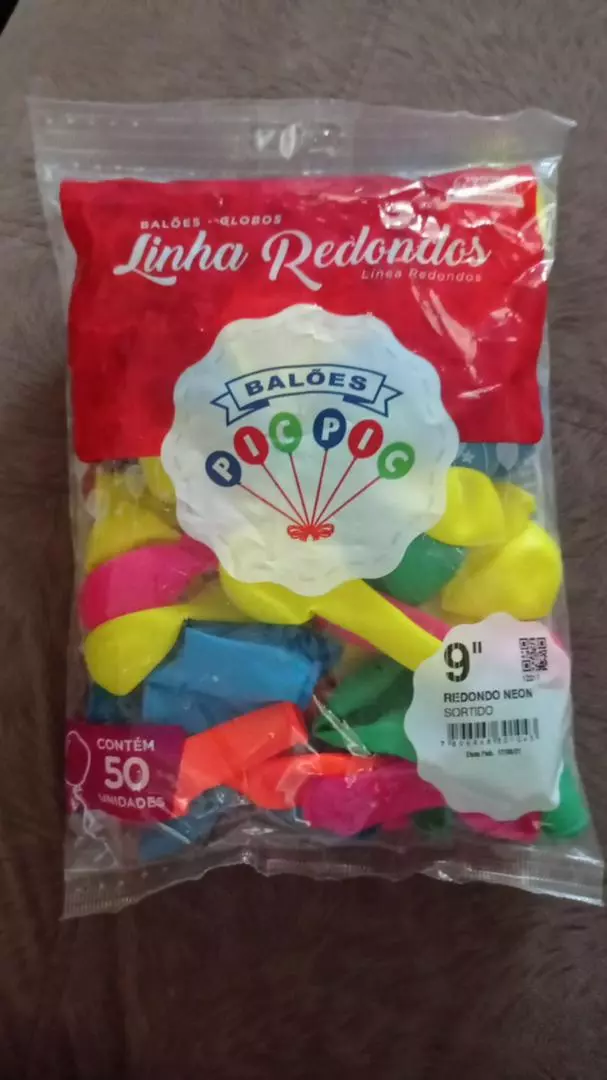 BALÕES - GLOBOS
Linha Redondos
Línea Redondos
BALÕES
PIC PIC
9"
REDONDO NEON
SORTIDO
CONTÉM
50
UNIDADES